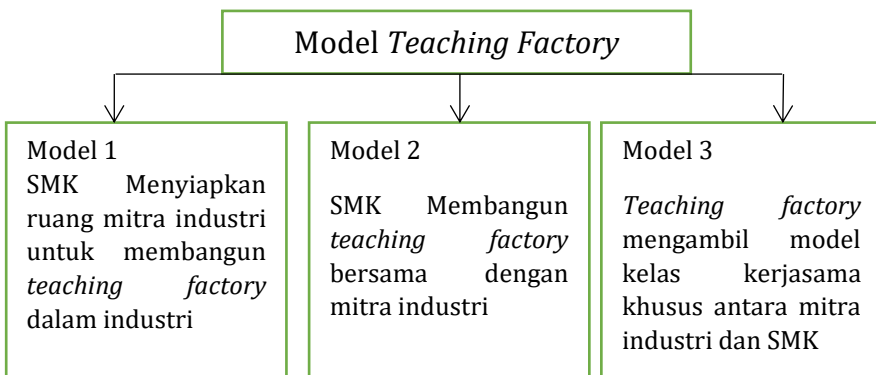 Model Teaching Factory
Model 1
SMK Menyiapkan
ruang mitra industri
untuk membangun
teaching factory
dalam industri
Model 2
SMK Membangun
teaching factory
bersama dengan
mitra industri
Model 3
Teaching factory
mengambil model
kelas kerjasama
khusus antara mitra
industri dan SMK